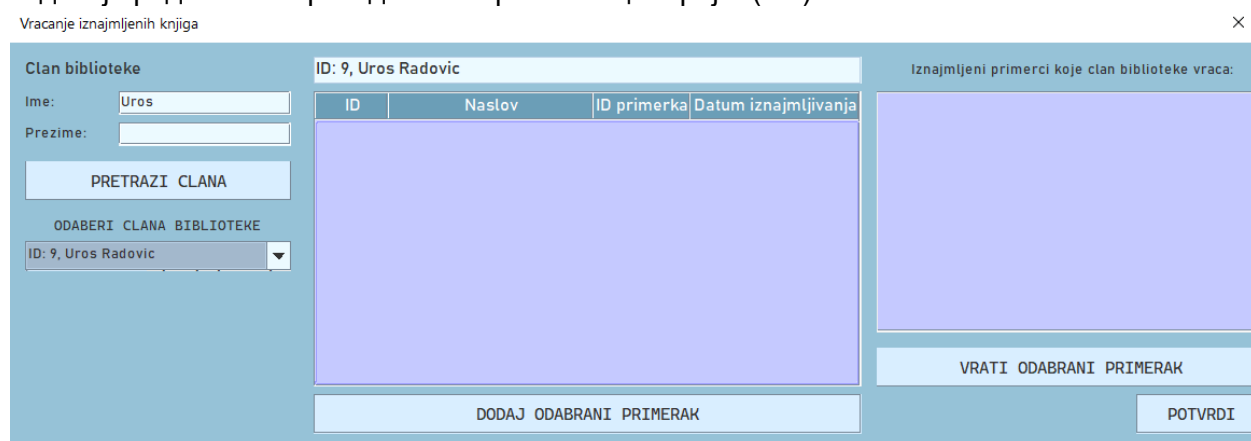 Vracanje iznajmljenih knjiga
Clan biblioteke
Ime: Uros
Prezime:
PRETRAZI CLANA
ODABERI CLANA BIBLIOTEKE
ID: 9, Uros Radovic
ID: 9, Uros Radovic
ID Naslov ID primerka Datum iznajmljivanja
DODAJ ODABRANI PRIMERAK
Iznajmljeni primerci koje clan biblioteke vraca:
VRATI ODABRANI PRIMERAK
POTVRDI